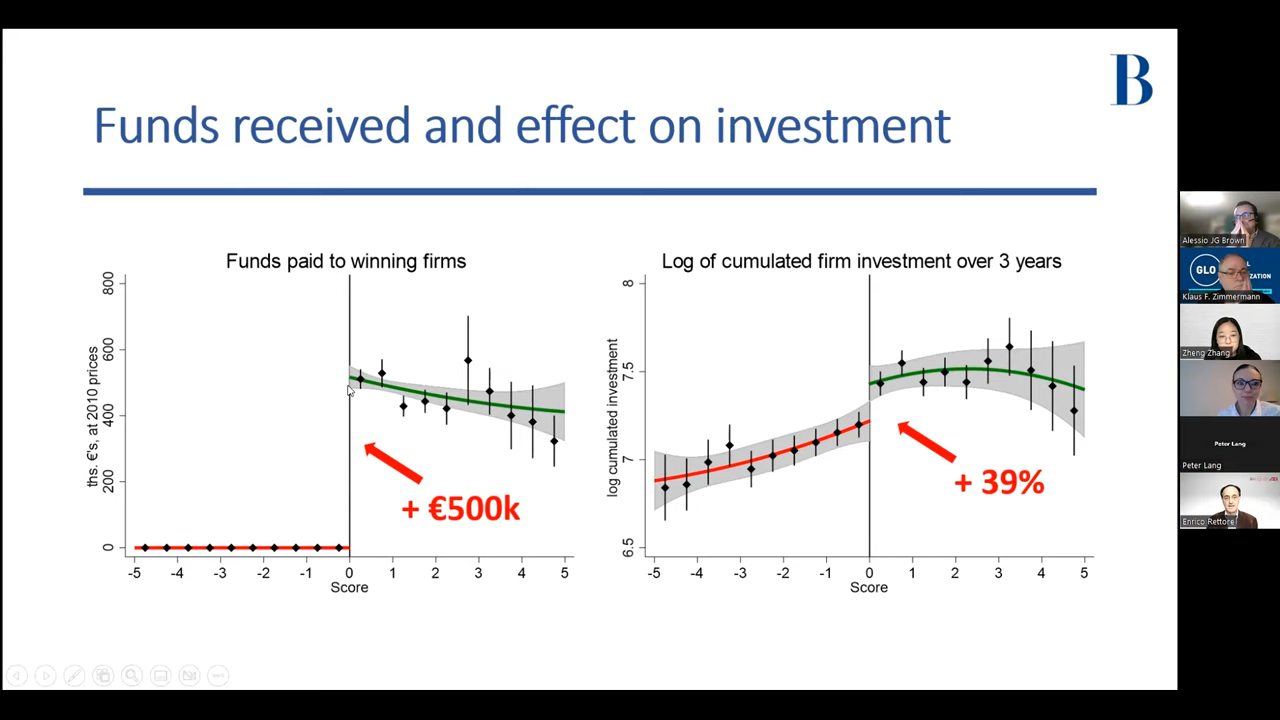 B
Funds received and effect on investment
Funds paid to winning firms
ths. €'s, at 2010 prices
800
600
400
200
0
-5 -4 -3 -2 -1 0 1 2 3 4 5
Score
+ €500k
Log of cumulated firm investment over 3 years
log cumulated investment
8
7.5
7
6.5
-5 -4 -3 -2 -1 0 1 2 3 4 5
Score
+ 39%
Alessio JG Brown
GLO
Klaus F. Zimmermann
Zheng Zhang
Peter Lang
Peter Lang
Enrico Rettore